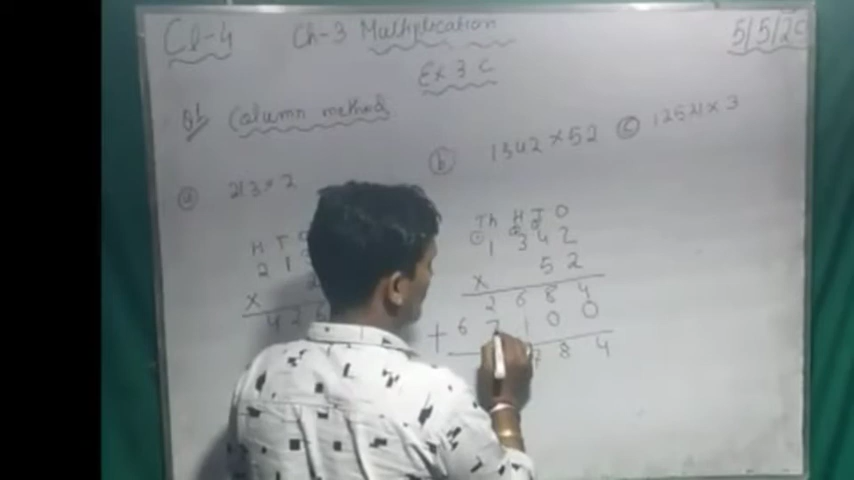 Cl-4 Ch-3 Multiplication 5/5/20
Ex 3 C
Q1 Column method
(a) 213 × 2 (b) 1342 × 52 (c) 12521 × 3
H T
2 1
×
4 2 6
Th H T O
1 3 4 2
× 5 2
2 6 8 4
+ 6 7 1 0 0
7 8 4